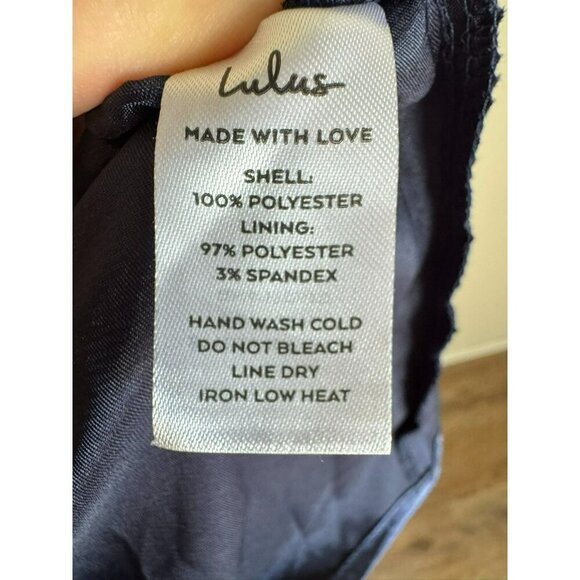 Lulus
MADE WITH LOVE
SHELL:
100% POLYESTER
LINING:
97% POLYESTER
3% SPANDEX
HAND WASH COLD
DO NOT BLEACH
LINE DRY
IRON LOW HEAT